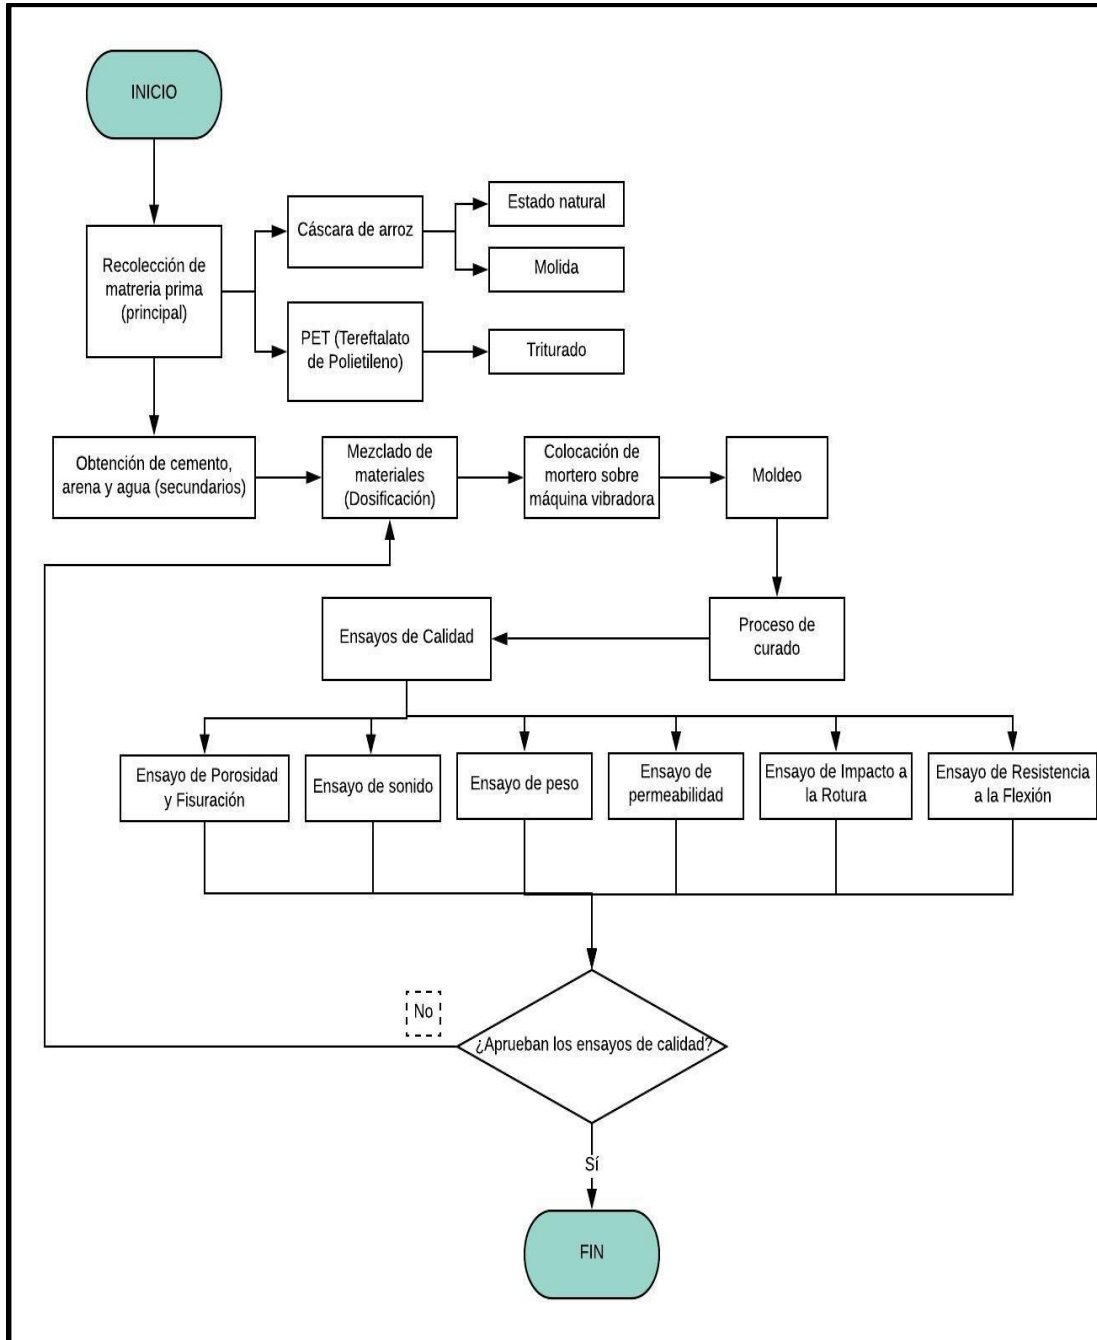 INICIO
Recolección de
matreria prima
(principal)
Cáscara de arroz
Estado natural
Molida
PET (Tereftalato
de Polietileno)
Triturado
Obtención de cemento,
arena y agua (secundarios)
Mezclado de
materiales
(Dosificación)
Colocación de
mortero sobre
máquina vibradora
Moldeo
Proceso de
curado
Ensayos de Calidad
Ensayo de Porosidad
y Fisuración
Ensayo de sonido
Ensayo de peso
Ensayo de
permeabilidad
Ensayo de Impacto a
la Rotura
Ensayo de Resistencia
a la Flexión
No
¿Aprueban los ensayos de calidad?
Sí
FIN